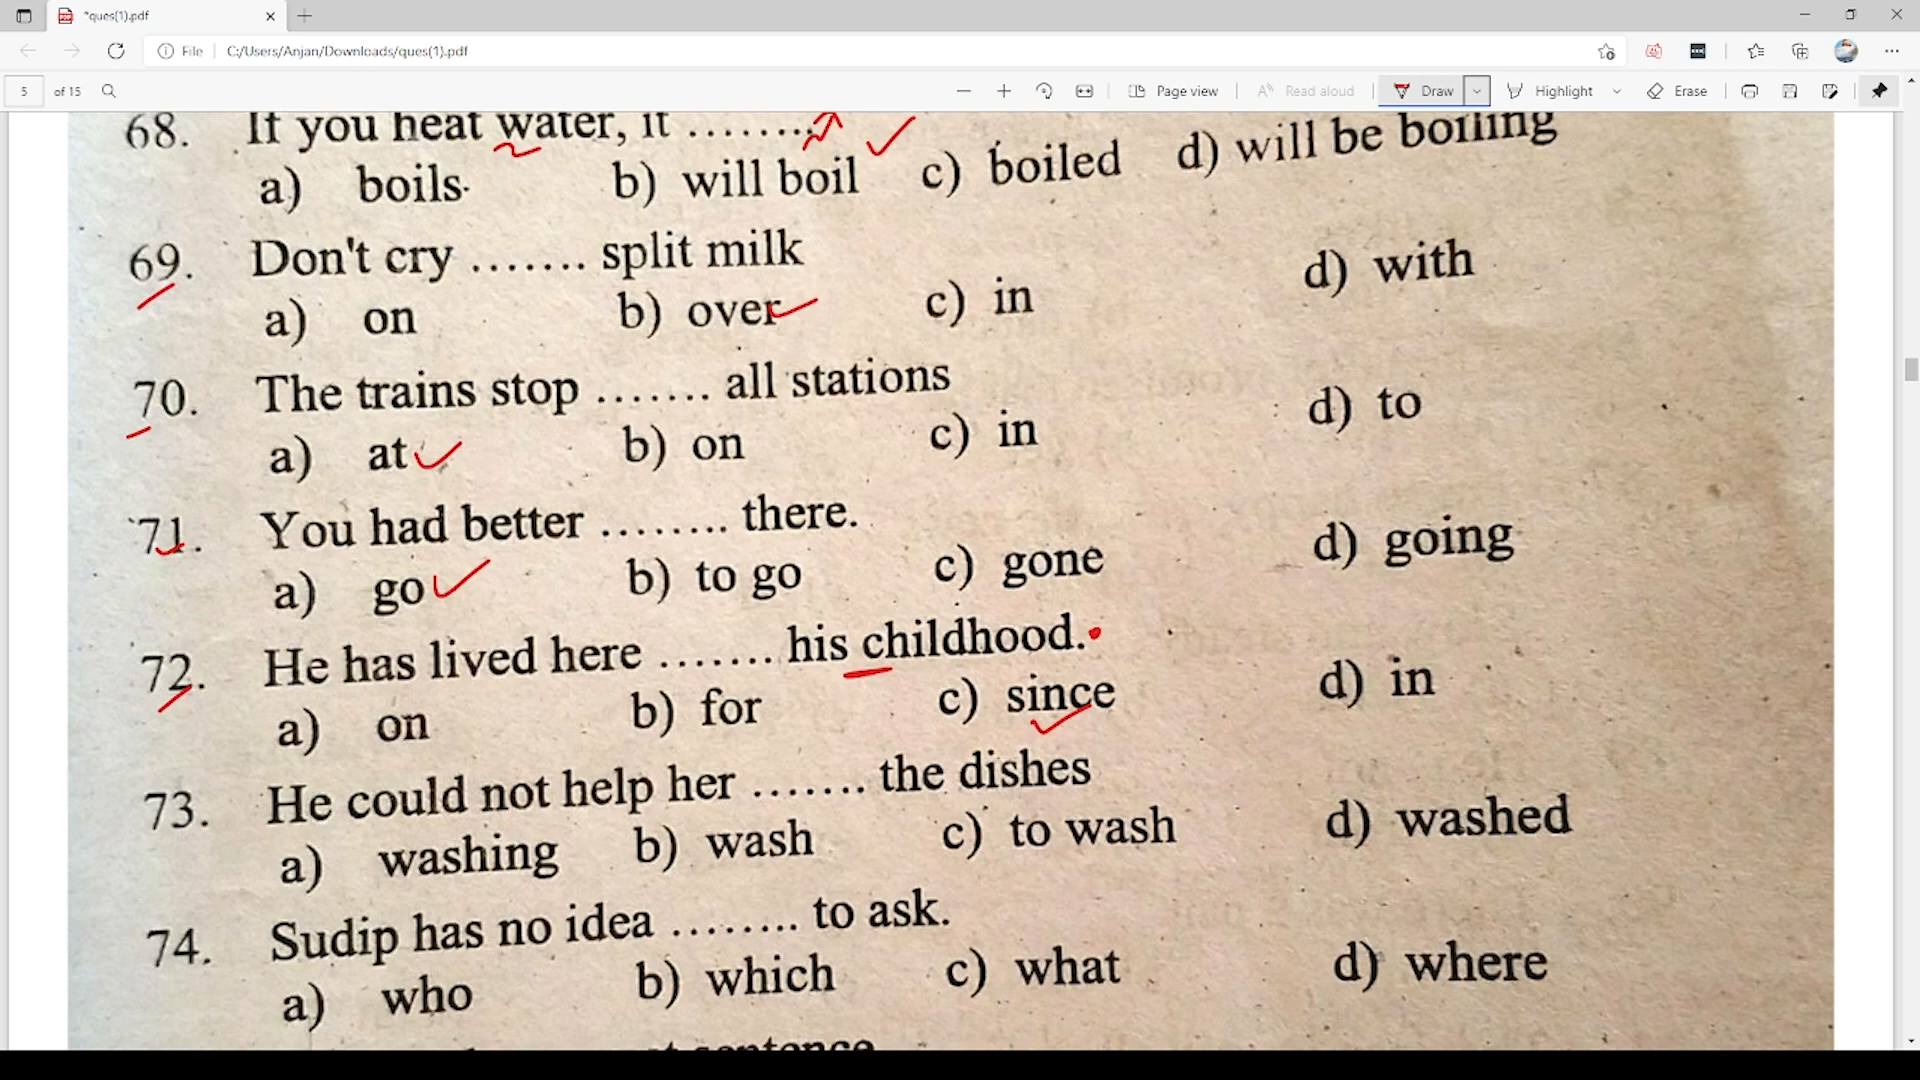 *ques(1).pdf
File C:/Users/Anjan/Downloads/ques(1).pdf
5 of 15 Page view Read aloud Draw Highlight Erase
68. If you heat water, it ........
a) boils b) will boil c) boiled d) will be boiling
69. Don't cry ....... split milk
a) on b) over c) in d) with
70. The trains stop ....... all stations
a) at b) on c) in d) to
71. You had better ........ there.
a) go b) to go c) gone d) going
72. He has lived here ....... his childhood.
a) on b) for c) since d) in
73. He could not help her ....... the dishes
a) washing b) wash c) to wash d) washed
74. Sudip has no idea ........ to ask.
a) who b) which c) what d) where
sentence